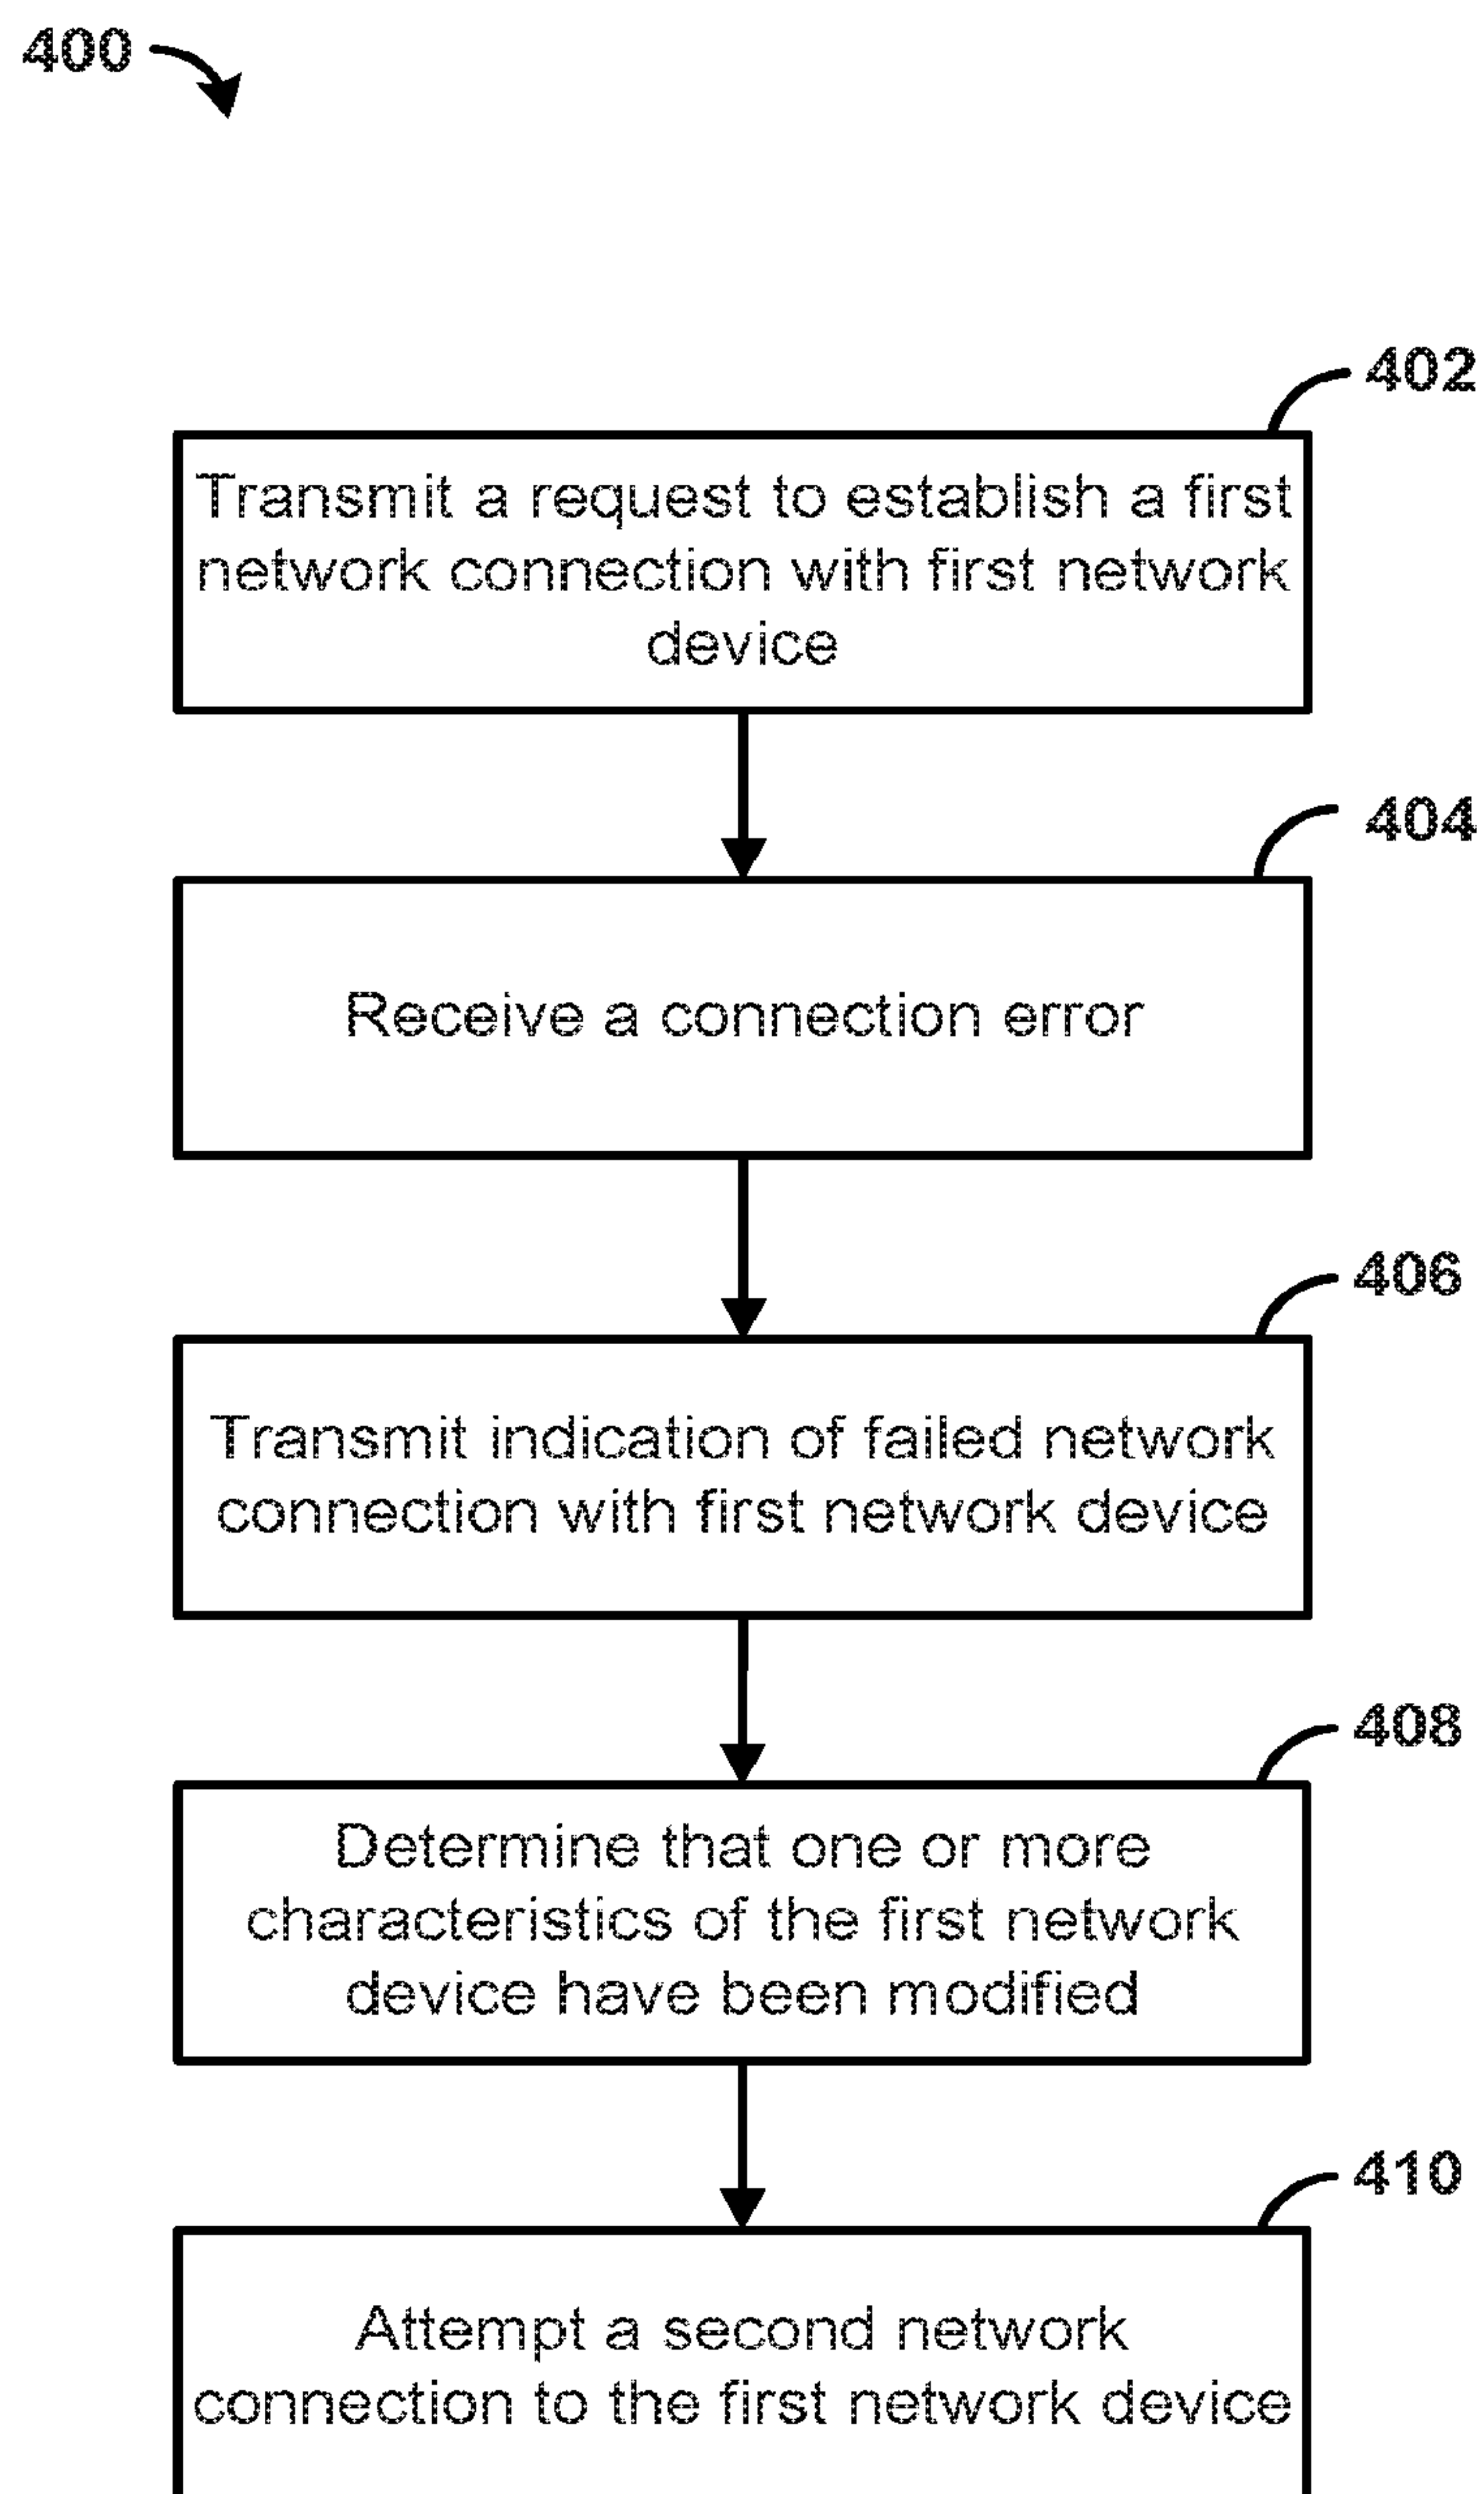 400
402
Transmit a request to establish a first
network connection with first network
device
404
Receive a connection error
406
Transmit indication of failed network
connection with first network device
408
Determine that one or more
characteristics of the first network
device have been modified
410
Attempt a second network
connection to the first network device